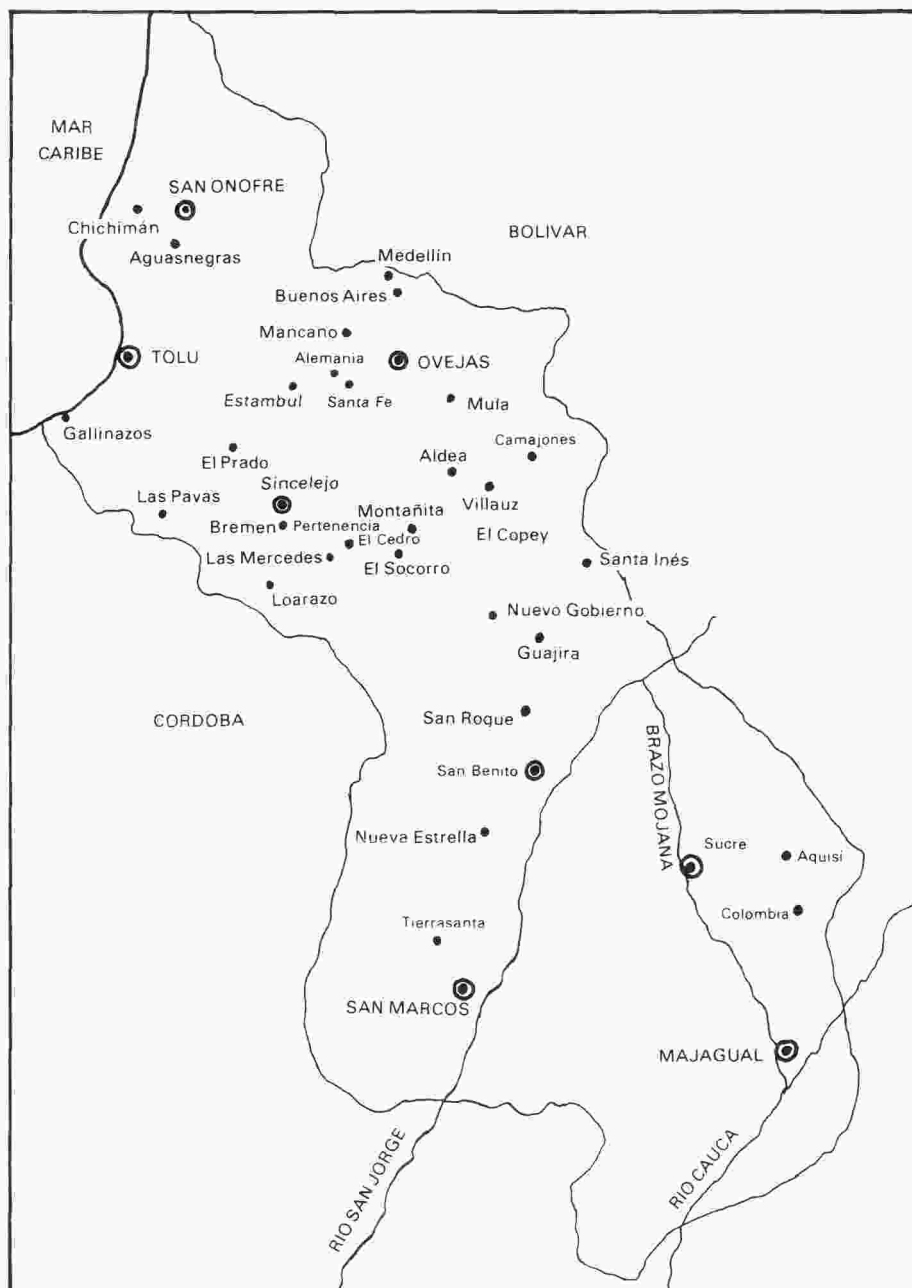 MAR
CARIBE
SAN ONOFRE
Chichimán
Aguasnegras
BOLIVAR
Medellín
Buenos Aires
Mancano
TOLU
Alemania
OVEJAS
Estambul
Santa Fe
Mula
Gallinazos
Camajones
El Prado
Aldea
Sincelejo
Las Pavas
Villauz
Montañita
Bremen
Pertenencia
El Copey
El Cedro
Las Mercedes
El Socorro
Santa Inés
Loarazo
Nuevo Gobierno
Guajira
CORDOBA
San Roque
BRAZO MOJANA
San Benito
Nueva Estrella
Sucre
Aquisí
Colombia
Tierrasanta
SAN MARCOS
MAJAGUAL
RIO SAN JORGE
RIO CAUCA